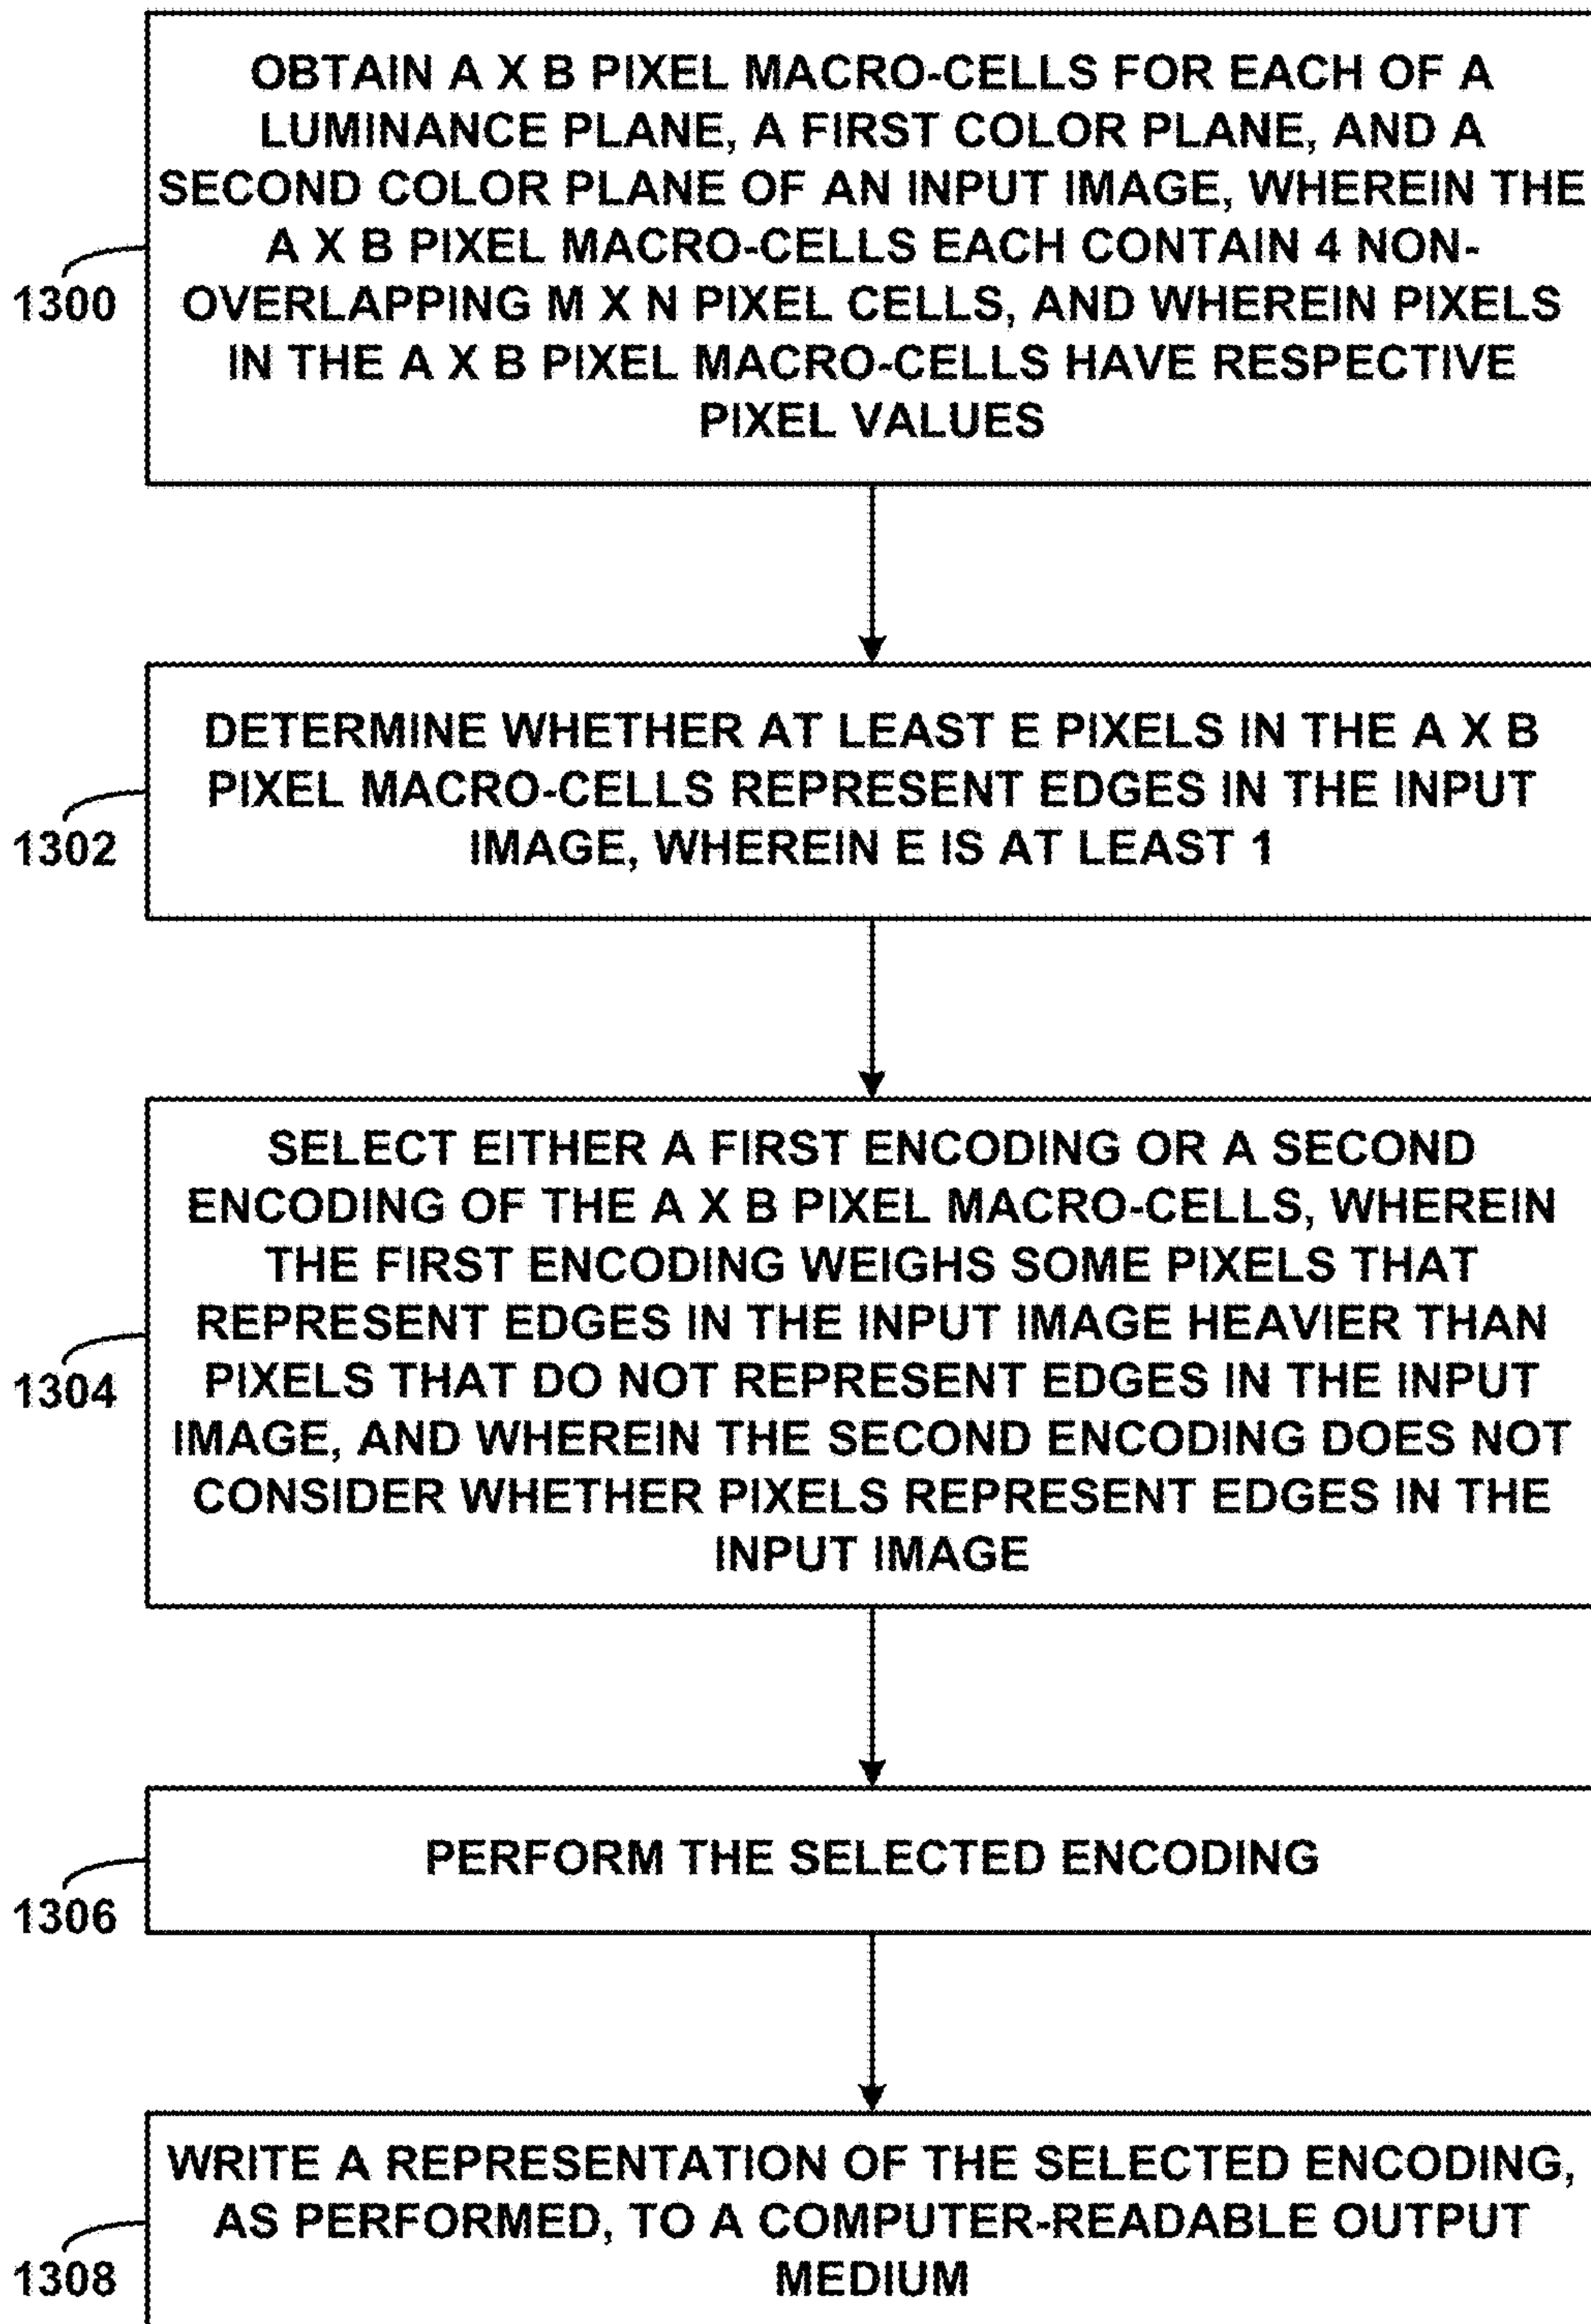 OBTAIN A X B PIXEL MACRO-CELLS FOR EACH OF A
LUMINANCE PLANE, A FIRST COLOR PLANE, AND A
SECOND COLOR PLANE OF AN INPUT IMAGE, WHEREIN THE
A X B PIXEL MACRO-CELLS EACH CONTAIN 4 NON-
OVERLAPPING M X N PIXEL CELLS, AND WHEREIN PIXELS
IN THE A X B PIXEL MACRO-CELLS HAVE RESPECTIVE
PIXEL VALUES
1300
DETERMINE WHETHER AT LEAST E PIXELS IN THE A X B
PIXEL MACRO-CELLS REPRESENT EDGES IN THE INPUT
IMAGE, WHEREIN E IS AT LEAST 1
1302
SELECT EITHER A FIRST ENCODING OR A SECOND
ENCODING OF THE A X B PIXEL MACRO-CELLS, WHEREIN
THE FIRST ENCODING WEIGHS SOME PIXELS THAT
REPRESENT EDGES IN THE INPUT IMAGE HEAVIER THAN
PIXELS THAT DO NOT REPRESENT EDGES IN THE INPUT
IMAGE, AND WHEREIN THE SECOND ENCODING DOES NOT
CONSIDER WHETHER PIXELS REPRESENT EDGES IN THE
INPUT IMAGE
1304
PERFORM THE SELECTED ENCODING
1306
WRITE A REPRESENTATION OF THE SELECTED ENCODING,
AS PERFORMED, TO A COMPUTER-READABLE OUTPUT
MEDIUM
1308